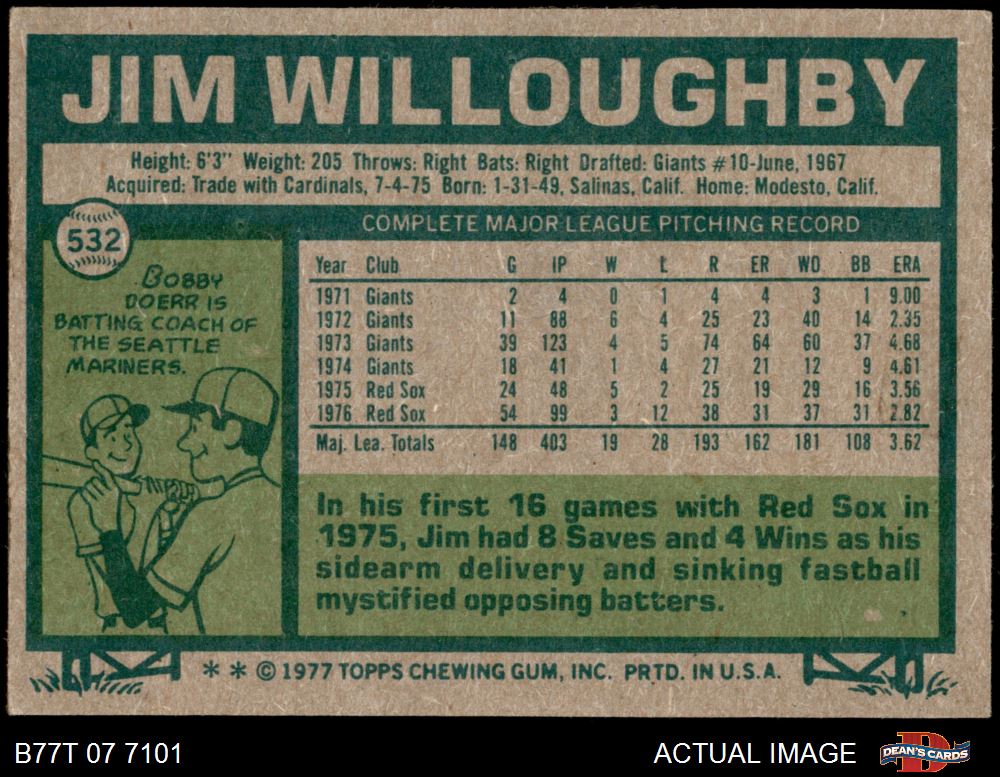 JIM WILLOUGHBY
Height: 6'3" Weight: 205 Throws: Right Bats: Right Drafted: Giants #10-June, 1967
Acquired: Trade with Cardinals, 7-4-75 Born: 1-31-49, Salinas, Calif. Home: Modesto, Calif.
532
BOBBY
DOERR IS
BATTING COACH OF
THE SEATTLE
MARINERS.
COMPLETE MAJOR LEAGUE PITCHING RECORD
Year Club G IP W L R ER WO BB ERA
1971 Giants 2 4 0 1 4 4 3 1 9.00
1972 Giants 11 88 6 4 25 23 40 14 2.35
1973 Giants 39 123 4 5 74 64 60 37 4.68
1974 Giants 18 41 1 4 27 21 12 9 4.61
1975 Red Sox 24 48 5 2 25 19 29 16 3.56
1976 Red Sox 54 99 3 12 38 31 37 31 2.82
Maj. Lea. Totals 148 403 19 28 193 162 181 108 3.62
In his first 16 games with Red Sox in
1975, Jim had 8 Saves and 4 Wins as his
sidearm delivery and sinking fastball
mystified opposing batters.
* * © 1977 TOPPS CHEWING GUM, INC. PRTD. IN U.S.A.
B77T 07 7101
ACTUAL IMAGE
DEAN'S CARDS